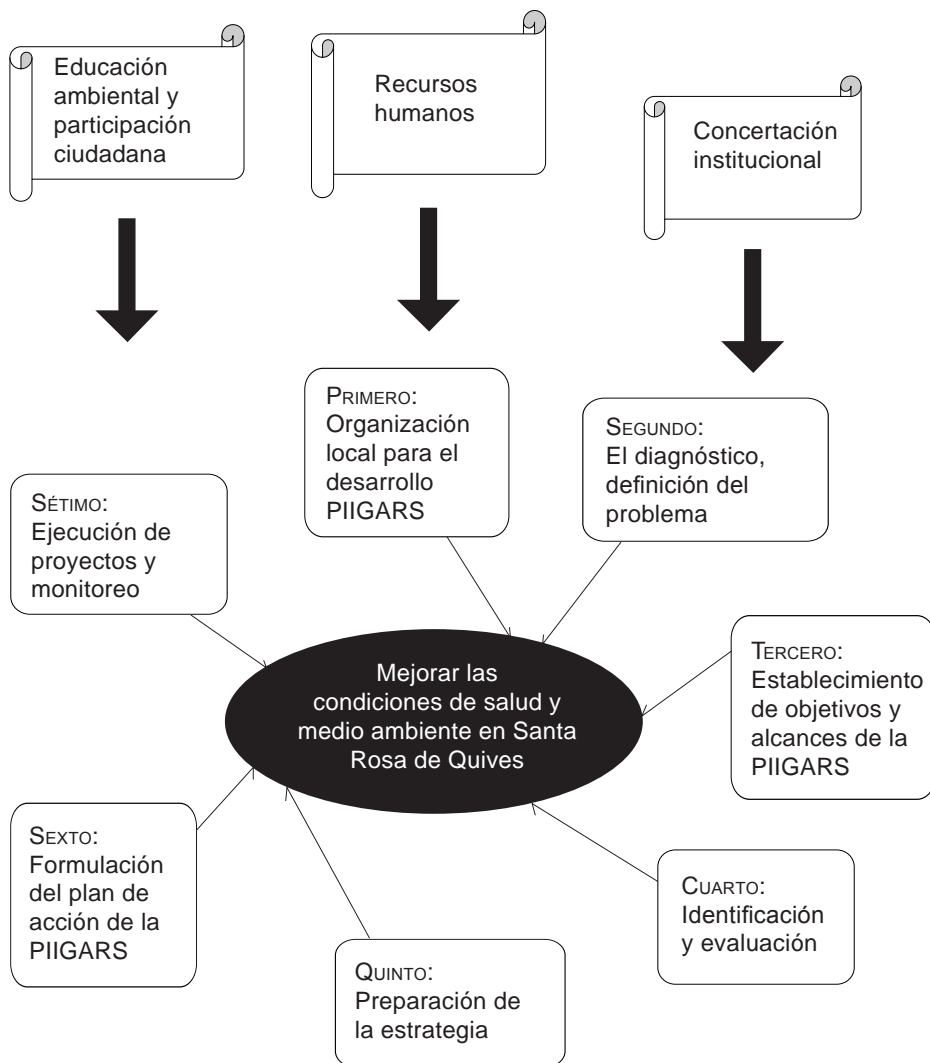 Educación
ambiental y
participación
ciudadana
Recursos
humanos
Concertación
institucional
PRIMERO:
Organización
local para el
desarrollo
PIIGARS
SEGUNDO:
El diagnóstico,
definición del
problema
SÉTIMO:
Ejecución de
proyectos y
monitoreo
TERCERO:
Establecimiento
de objetivos y
alcances de la
PIIGARS
Mejorar las
condiciones de salud y
medio ambiente en Santa
Rosa de Quives
SEXTO:
Formulación
del plan de
acción de la
PIIGARS
CUARTO:
Identificación
y evaluación
QUINTO:
Preparación de
la estrategia